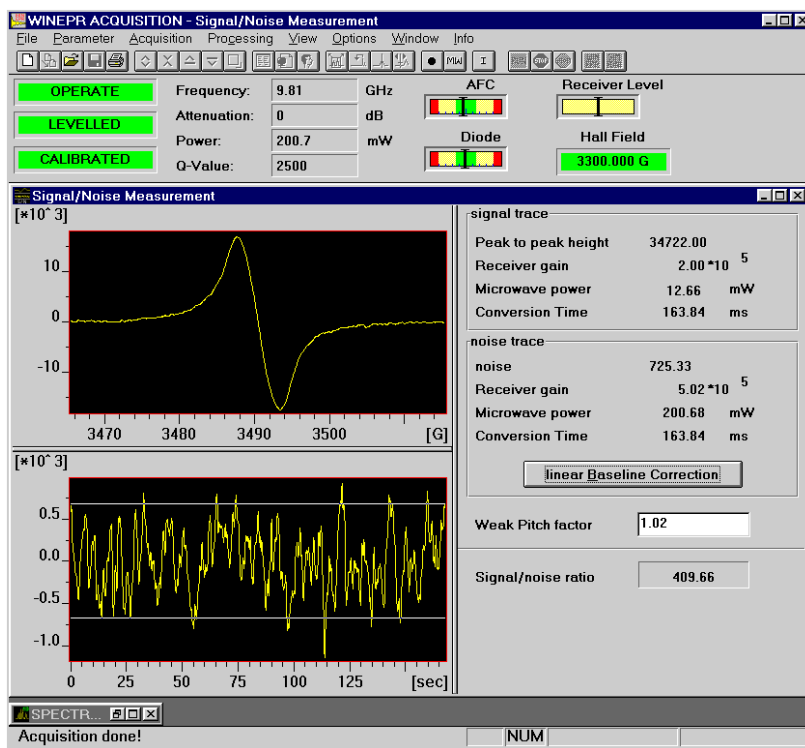 WINEPR ACQUISITION - Signal/Noise Measurement
File Parameter Acquisition Processing View Options Window Info
MW I
OPERATE Frequency: 9.81 GHz AFC Receiver Level
LEVELLED Attenuation: 0 dB
Power: 200.7 mW Diode Hall Field
CALIBRATED Q-Value: 2500 3300.000 G
Signal/Noise Measurement
[*10^ 3]
10
0
-10
3470 3480 3490 3500 [G]
[*10^ 3]
0.5
0.0
-0.5
-1.0
0 25 50 75 100 125 [sec]
signal trace
Peak to peak height 34722.00
Receiver gain 2.00 *10 5
Microwave power 12.66 mW
Conversion Time 163.84 ms
noise trace
noise 725.33
Receiver gain 5.02 *10 5
Microwave power 200.68 mW
Conversion Time 163.84 ms
linear Baseline Correction
Weak Pitch factor 1.02
Signal/noise ratio 409.66
SPECTR...
Acquisition done! NUM